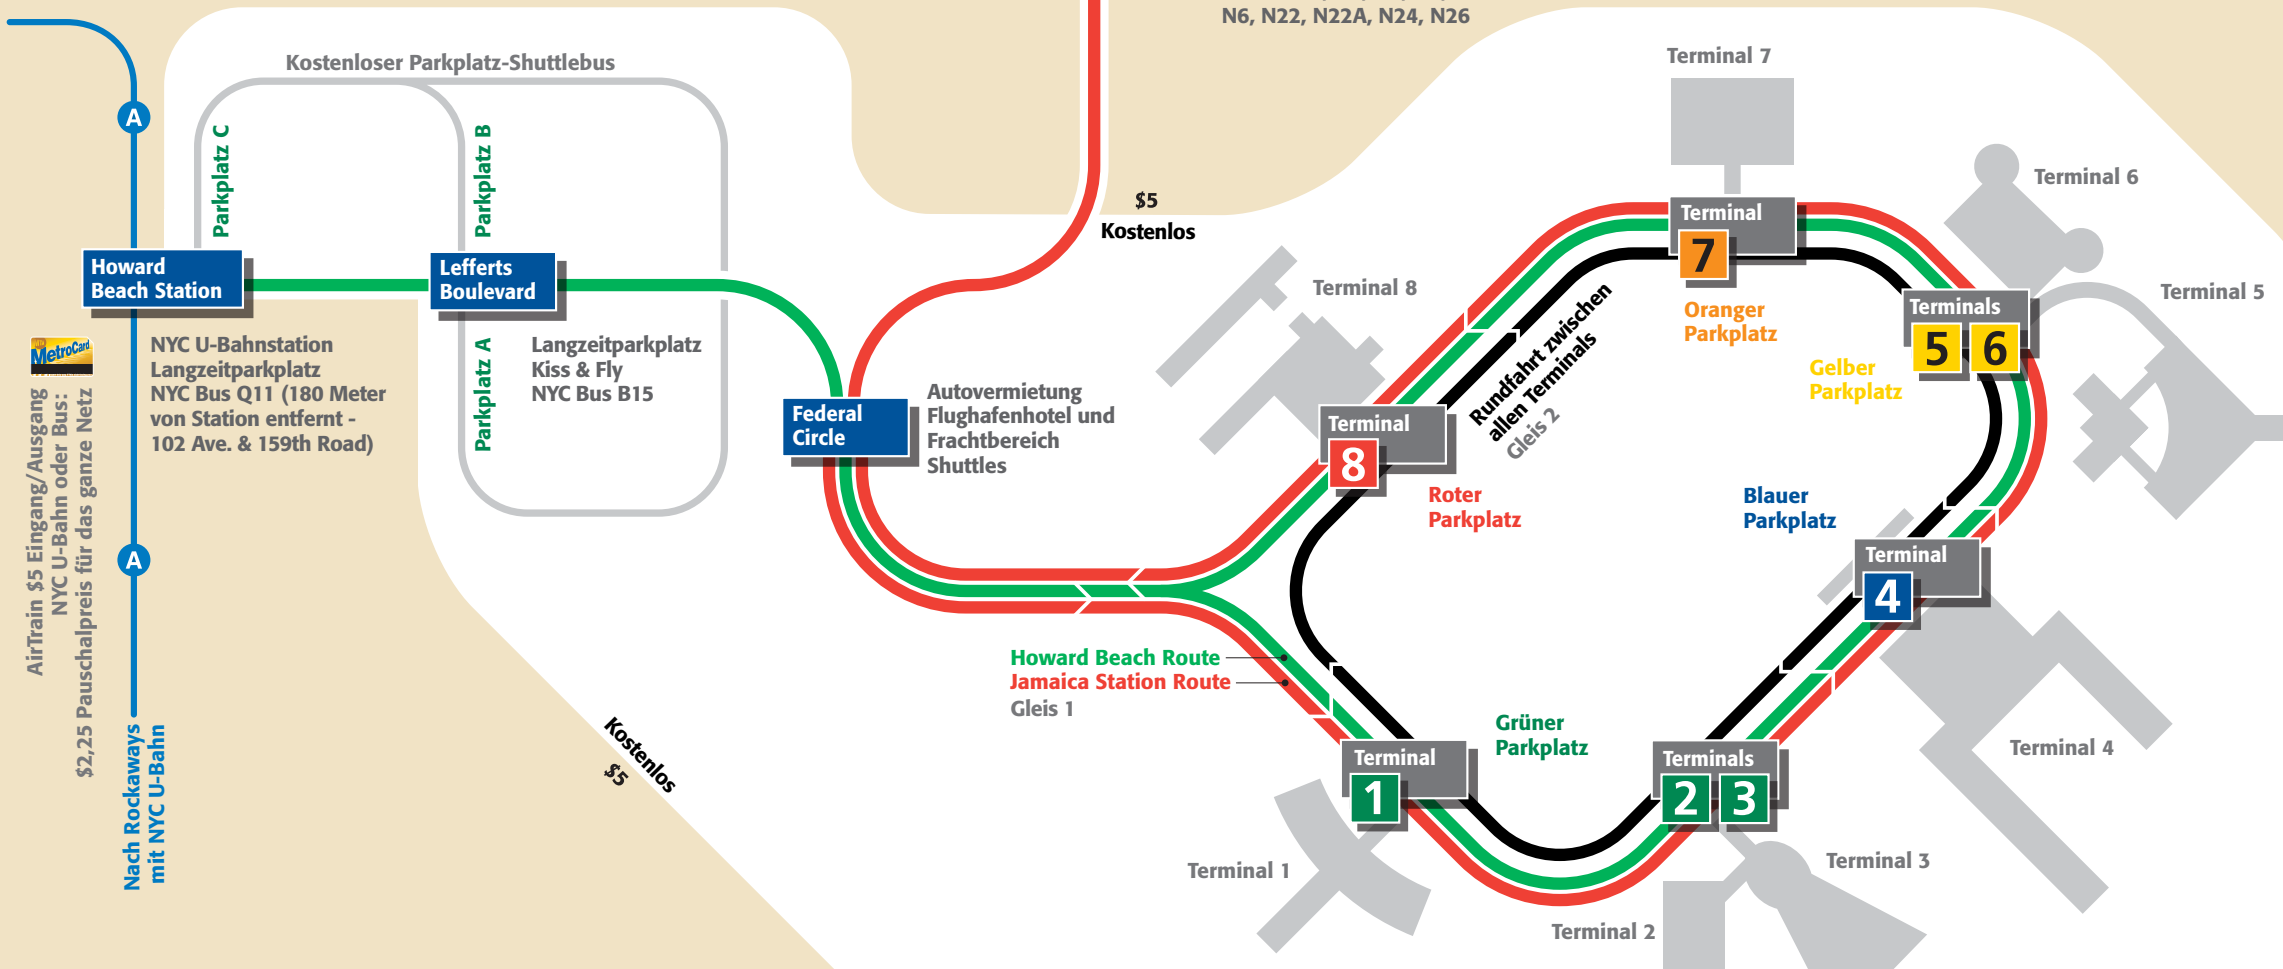 N6, N22, N22A, N24, N26
Kostenloser Parkplatz-Shuttlebus
A
Parkplatz C
Parkplatz B
Howard
Beach Station
Lefferts
Boulevard
MetroCard
NYC U-Bahnstation
Langzeitparkplatz
NYC Bus Q11 (180 Meter
von Station entfernt -
102 Ave. & 159th Road)
AirTrain $5 Eingang/Ausgang
NYC U-Bahn oder Bus:
$2,25 Pauschalpreis für das ganze Netz
Parkplatz A
Langzeitparkplatz
Kiss & Fly
NYC Bus B15
A
Nach Rockaways
mit NYC U-Bahn
Federal
Circle
Autovermietung
Flughafenhotel und
Frachtbereich
Shuttles
$5
Kostenlos
Kostenlos
$5
Howard Beach Route
Jamaica Station Route
Gleis 1
Terminal 7
Terminal
7
Oranger
Parkplatz
Terminal 6
Terminal 5
Terminals
5 6
Gelber
Parkplatz
Terminal 8
Terminal
8
Roter
Parkplatz
Rundfahrt zwischen
allen Terminals
Gleis 2
Blauer
Parkplatz
Terminal
4
Terminal 4
Grüner
Parkplatz
Terminal
1
Terminal 1
Terminals
2 3
Terminal 3
Terminal 2